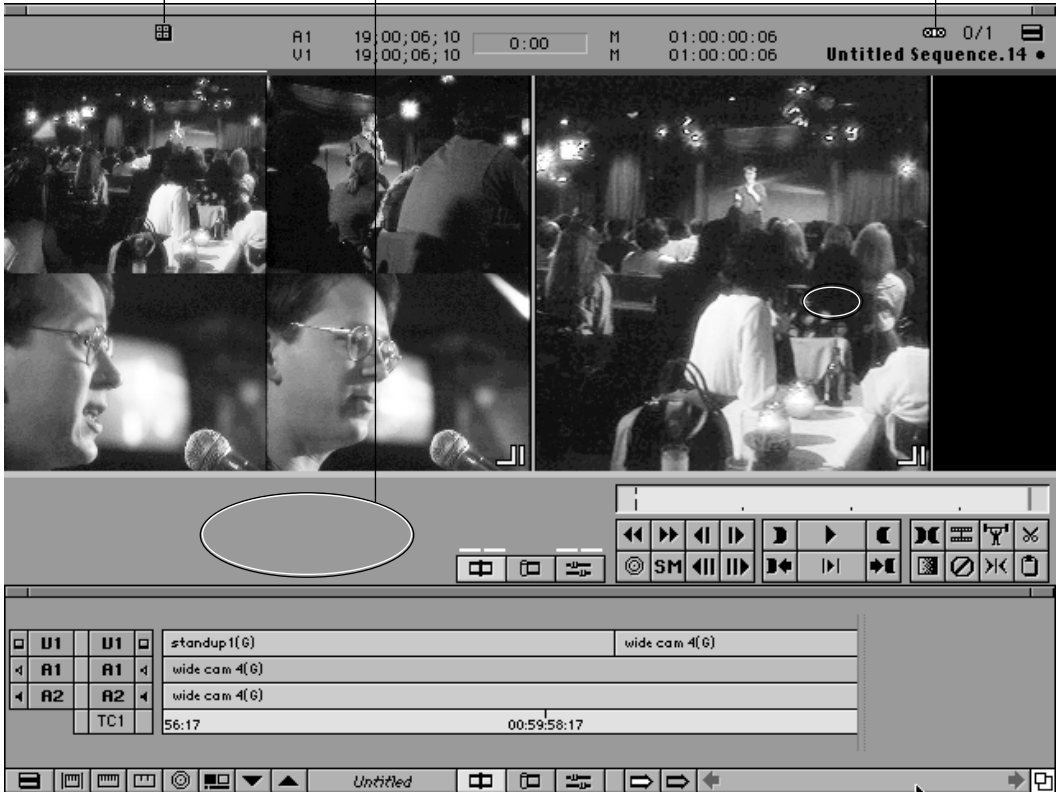 A1 19;00;06;10 0:00 M 01:00:00:06 0/1
V1 19;00;06;10 M 01:00:00:06 Untitled Sequence.14
SM
V1 V1 standup1(G) wide cam 4(G)
A1 A1 wide cam 4(G)
A2 A2 wide cam 4(G)
TC1 56:17 00:59:58:17
Untitled